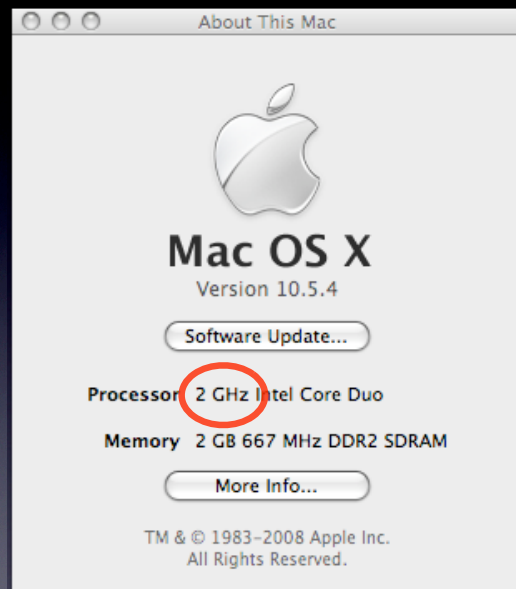 About This Mac
Mac OS X
Version 10.5.4
Software Update...
Processor 2 GHz Intel Core Duo
Memory 2 GB 667 MHz DDR2 SDRAM
More Info...
TM & © 1983–2008 Apple Inc.
All Rights Reserved.